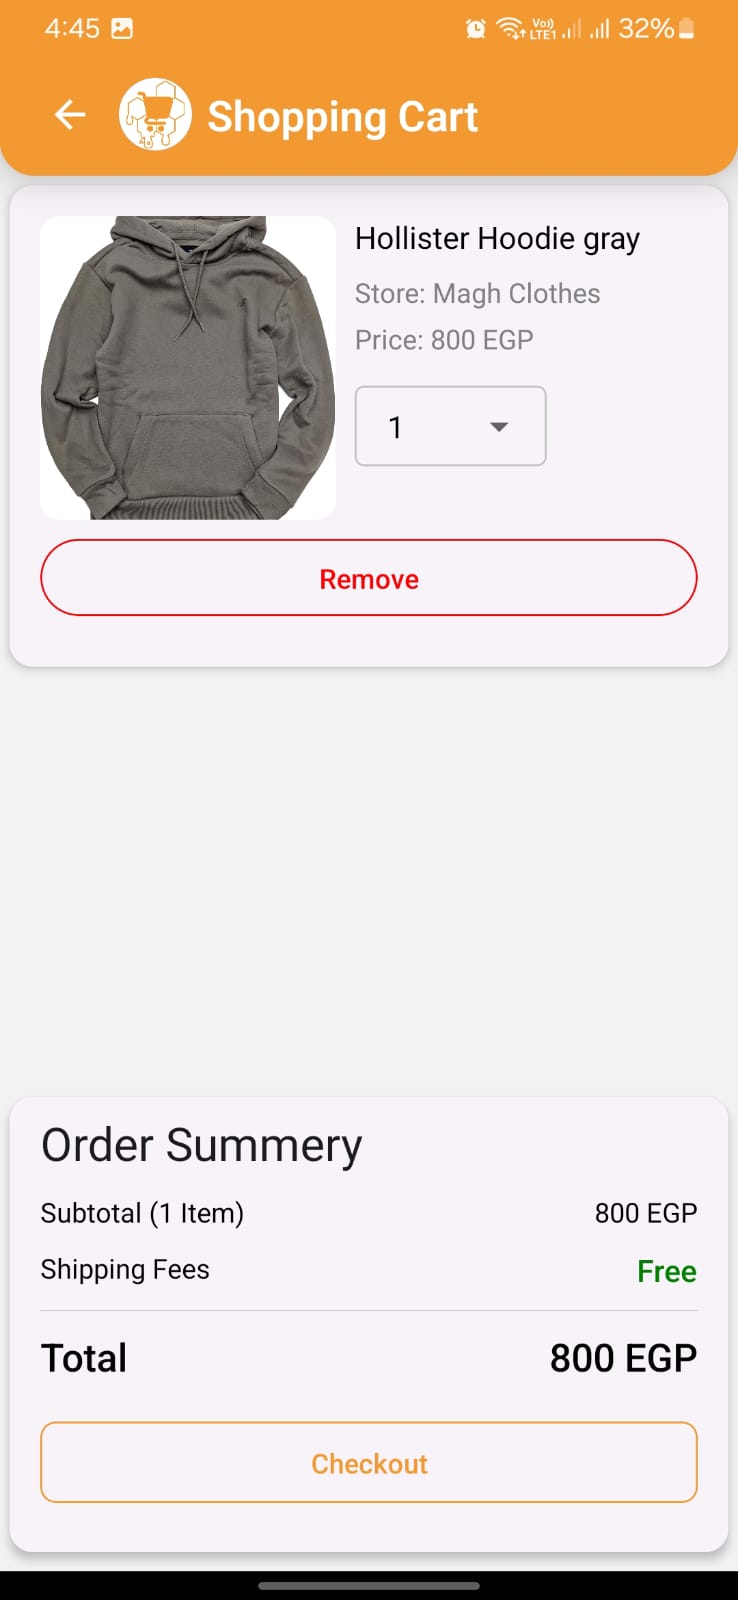 4:45
Vo))
LTE1
32%
Shopping Cart
Hollister Hoodie gray
Store: Magh Clothes
Price: 800 EGP
1
Remove
Order Summery
Subtotal (1 Item) 800 EGP
Shipping Fees Free
Total 800 EGP
Checkout